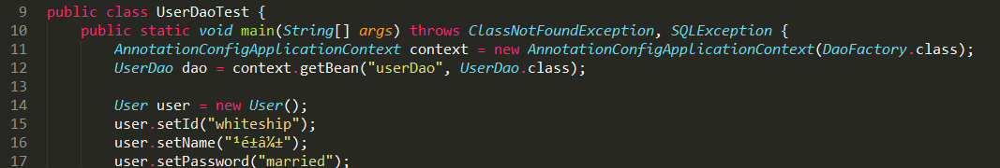 9 public class UserDaoTest {
10 public static void main(String[] args) throws ClassNotFoundException, SQLException {
11 AnnotationConfigApplicationContext context = new AnnotationConfigApplicationContext(DaoFactory.class);
12 UserDao dao = context.getBean("userDao", UserDao.class);
13
14 User user = new User();
15 user.setId("whiteship");
16 user.setName("¹é±â¼±");
17 user.setPassword("married");